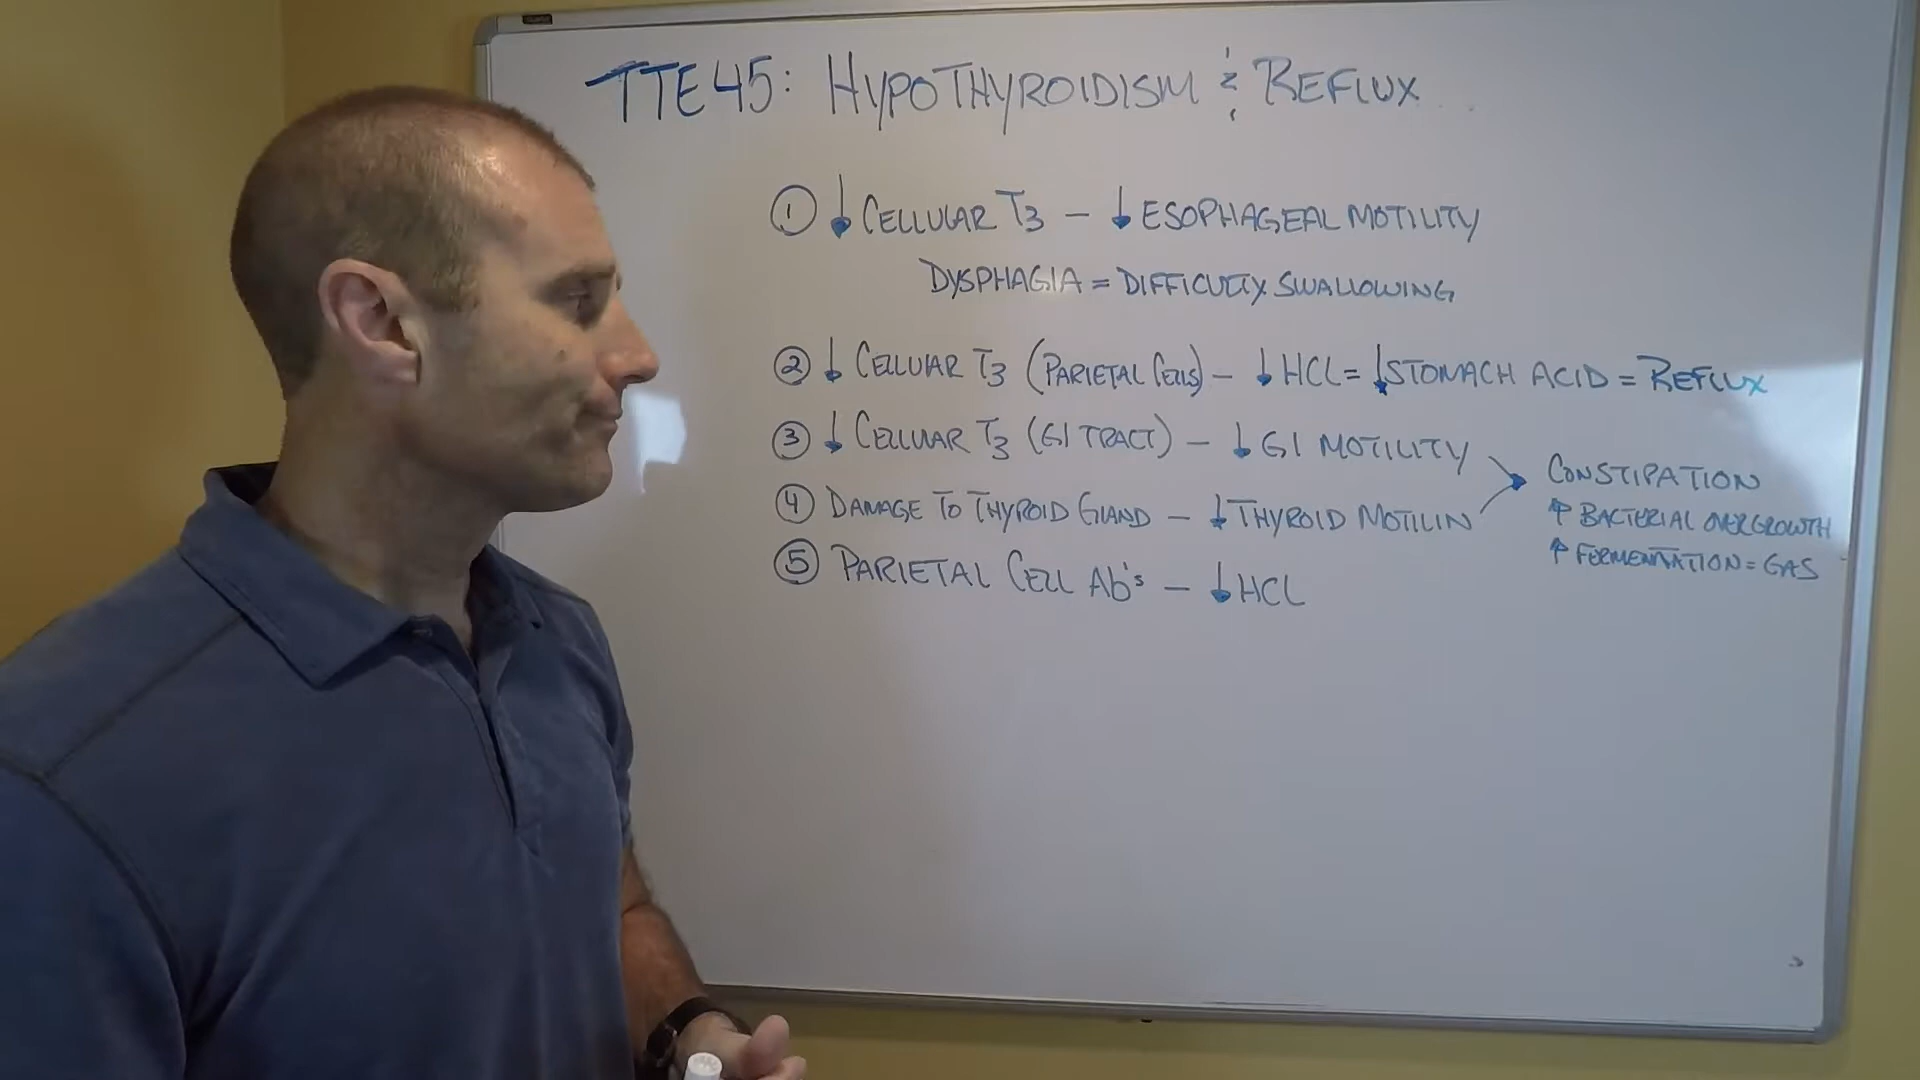 TTE45: HYPOTHYROIDISM & REFLUX
① ↓ CELLULAR T3 – ↓ ESOPHAGEAL MOTILITY
DYSPHAGIA = DIFFICULTY SWALLOWING
② ↓ CELLULAR T3 (PARIETAL CELLS) – ↓ HCL = ↓ STOMACH ACID = REFLUX
③ ↓ CELLULAR T3 (GI TRACT) – ↓ GI MOTILITY
④ DAMAGE TO THYROID GLAND – ↓ THYROID MOTILIN
CONSTIPATION
↑ BACTERIAL OVERGROWTH
↑ FERMENTATION = GAS
⑤ PARIETAL CELL Ab's – ↓ HCL